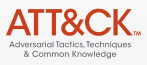 ATT&CK™
Adversarial Tactics, Techniques
& Common Knowledge